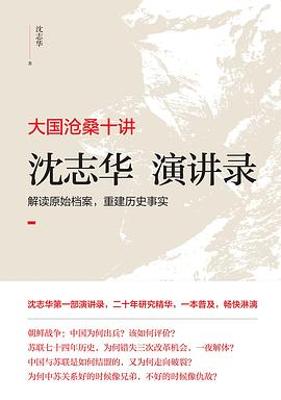 沈志华
著
大国沧桑十讲
沈志华 演讲录
解读原始档案，重建历史事实
沈志华第一部演讲录，二十年研究精华，一本普及，畅快淋漓
朝鲜战争：中国为何出兵？该如何评价？
苏联七十四年历史，为何错失三次改革机会，一夜解体？
中国与苏联是如何结盟的，又为何走向破裂？
为何中苏关系好的时候像兄弟，不好的时候像仇敌？